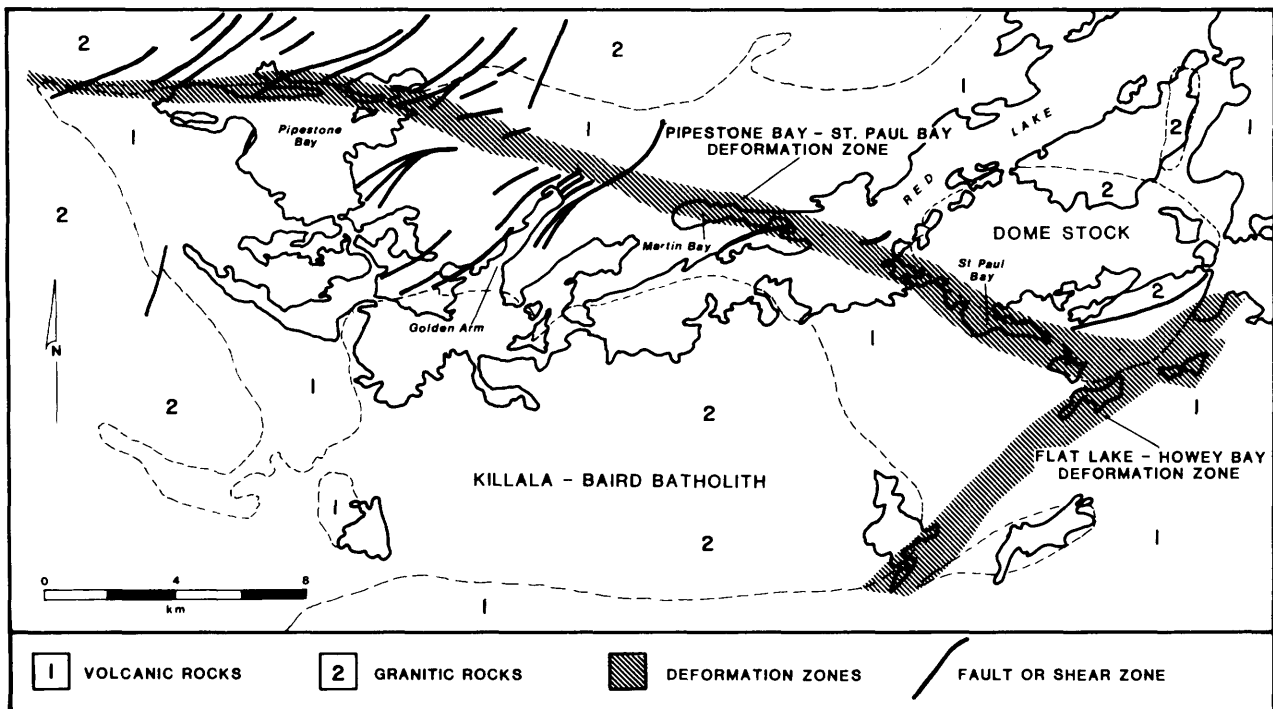 2
2
1
Pipestone
Bay
1
1
PIPESTONE BAY – ST. PAUL BAY
DEFORMATION ZONE
RED LAKE
2
1
2
2
DOME STOCK
Martin Bay
St Paul
Bay
2
Golden Arm
N
1
1
2
2
1
FLAT LAKE – HOWEY BAY
DEFORMATION ZONE
KILLALA – BAIRD BATHOLITH
1
2
1
0 4 8
km
1
1 VOLCANIC ROCKS
2 GRANITIC ROCKS
DEFORMATION ZONES
FAULT OR SHEAR ZONE